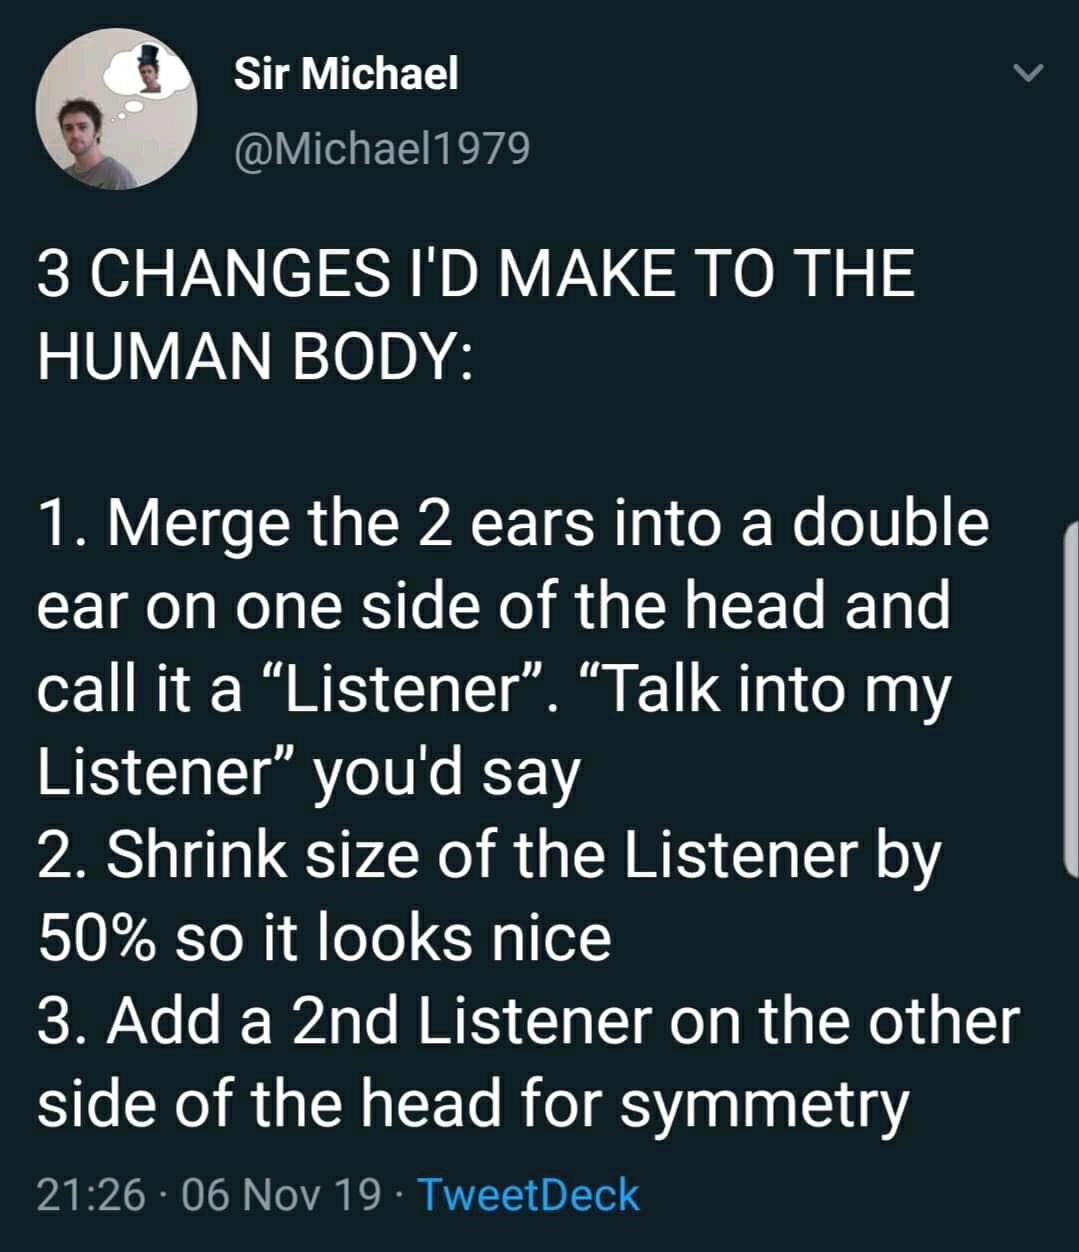 Sir Michael
@Michael1979
3 CHANGES I'D MAKE TO THE
HUMAN BODY:
1. Merge the 2 ears into a double
ear on one side of the head and
call it a “Listener”. “Talk into my
Listener” you'd say
2. Shrink size of the Listener by
50% so it looks nice
3. Add a 2nd Listener on the other
side of the head for symmetry
21:26 · 06 Nov 19 · TweetDeck